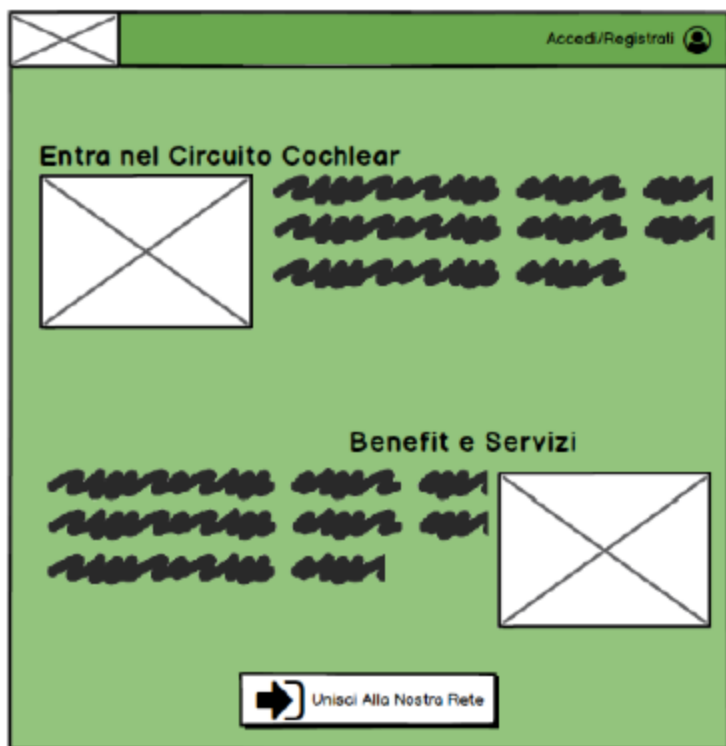 Accedi/Registrati
Entra nel Circuito Cochlear
Benefit e Servizi
Unisci Alla Nostra Rete